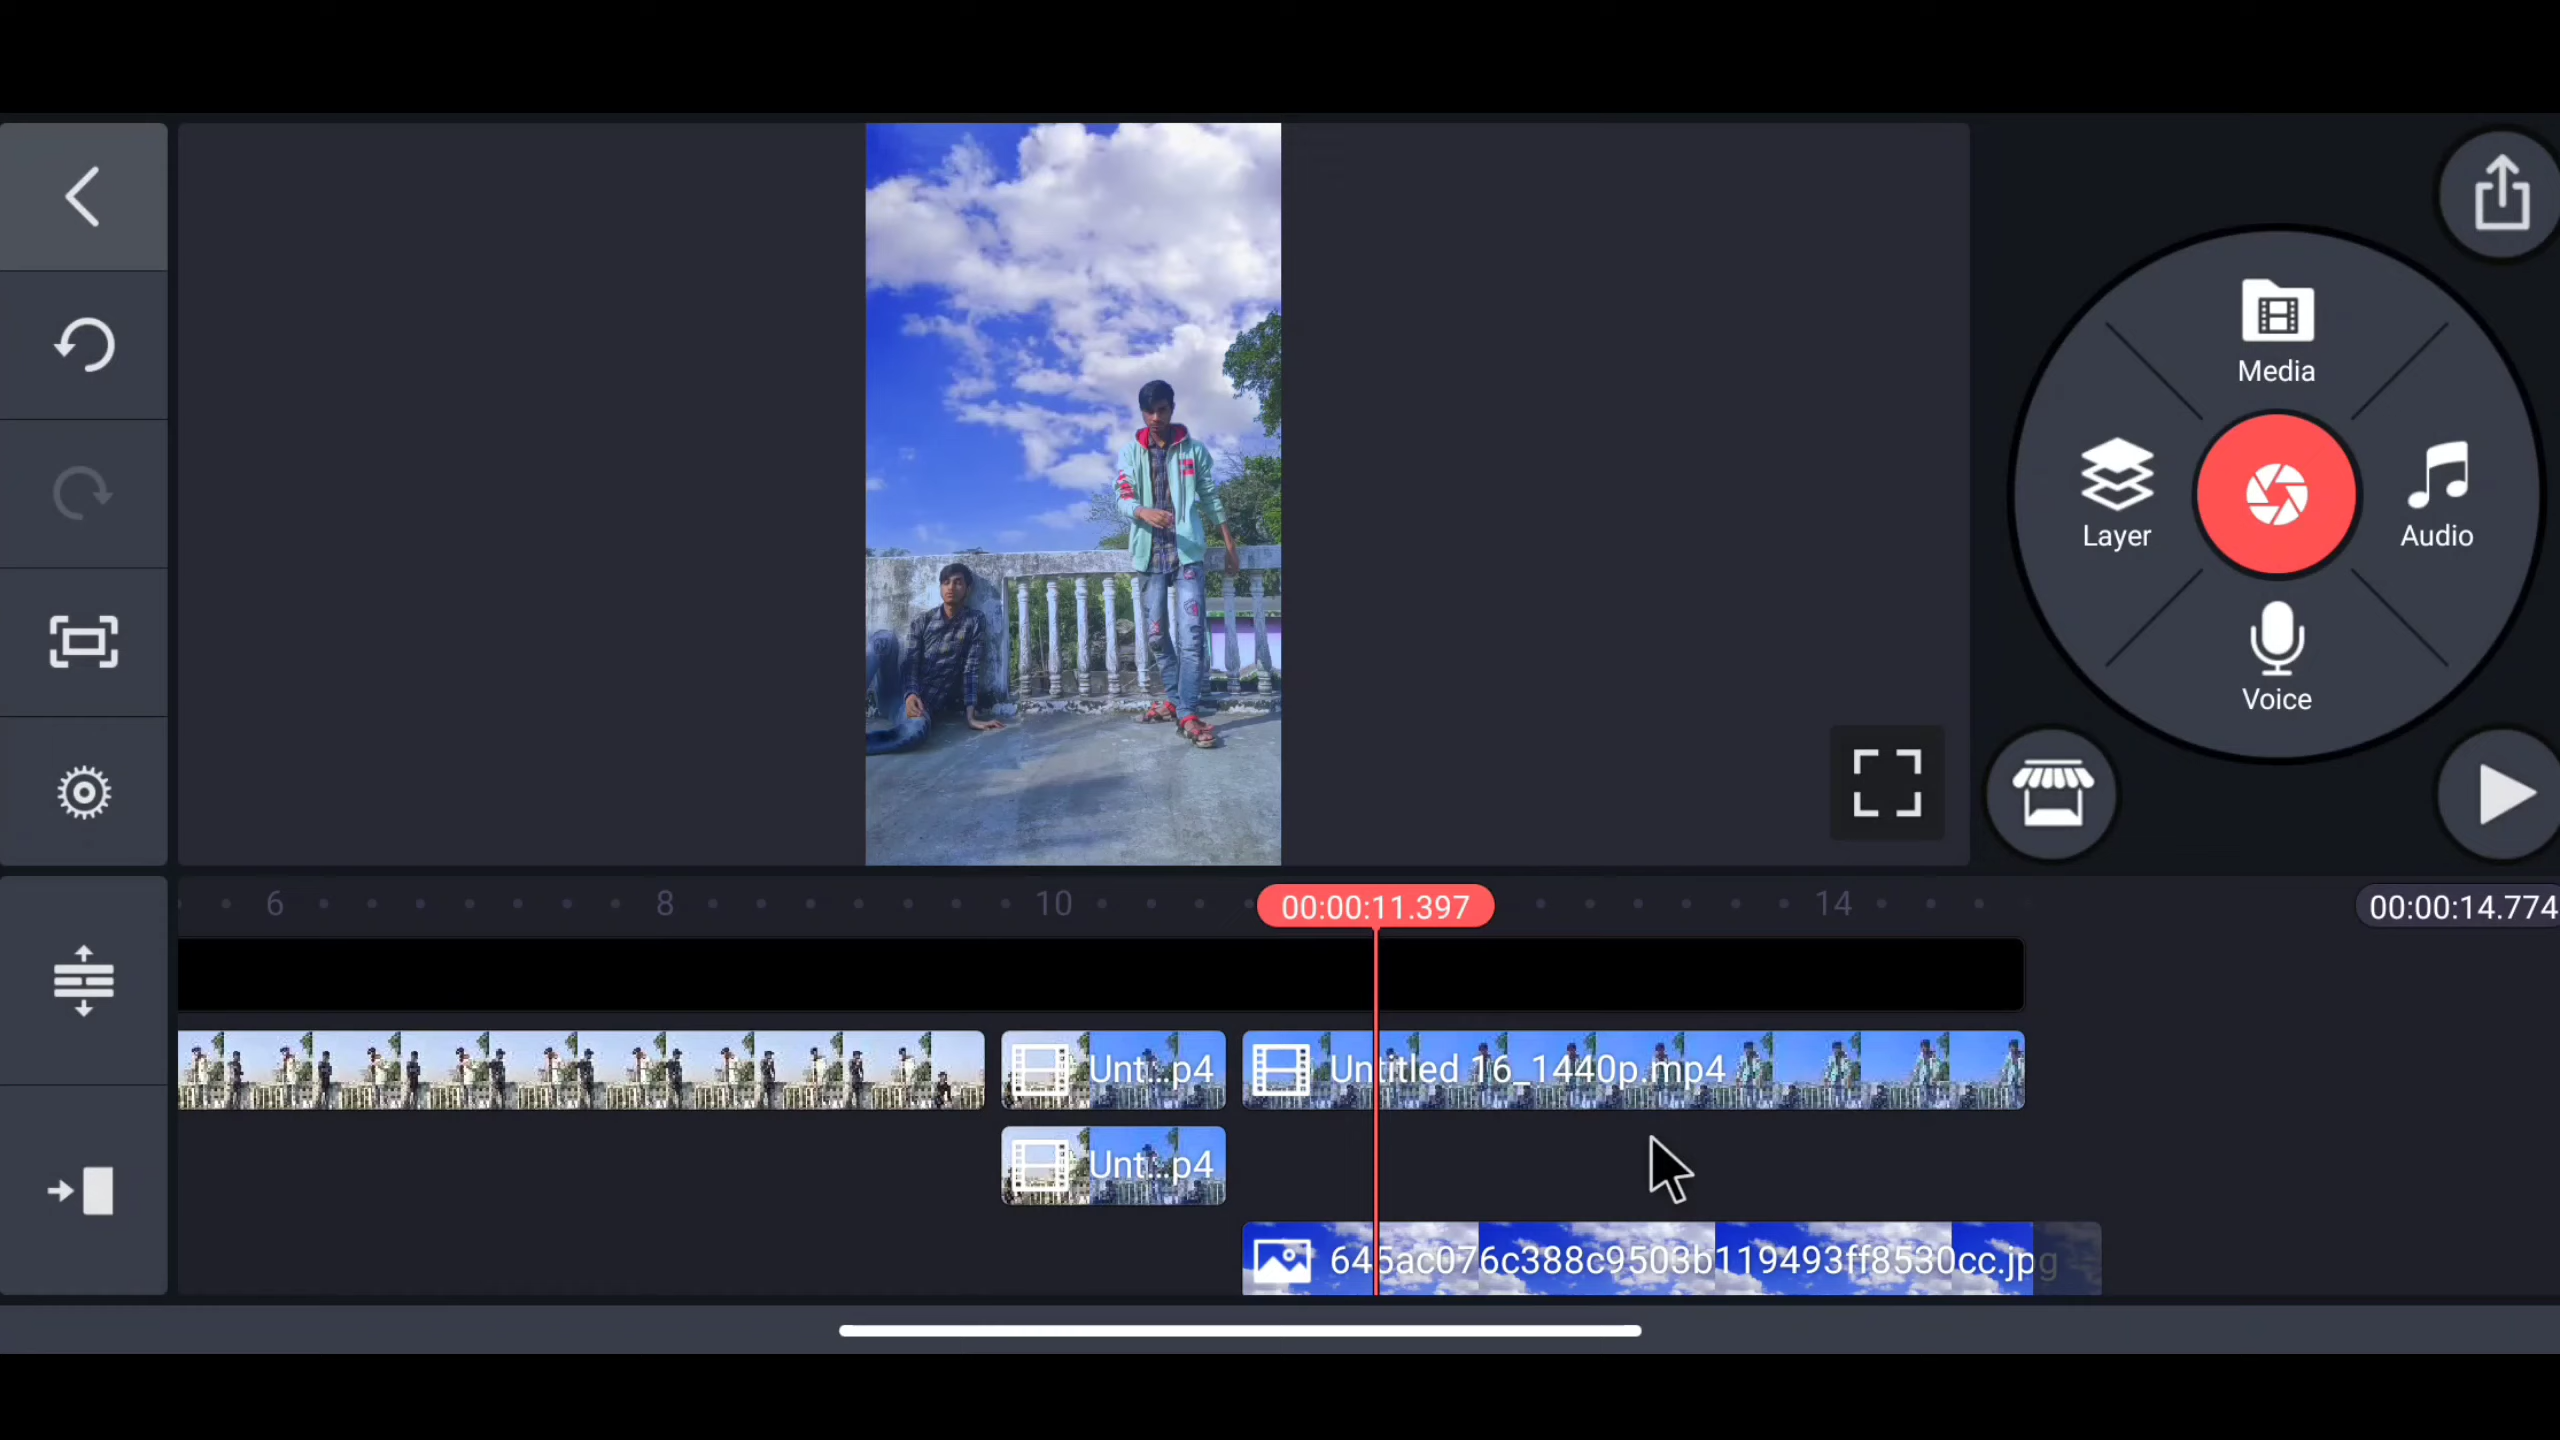 Media
Layer
Audio
Voice
6
8
10
00:00:11.397
14
00:00:14.774
Unt...p4
Untitled 16_1440p.mp4
Unt...p4
645ac076c388c9503b119493ff8530cc.jpg